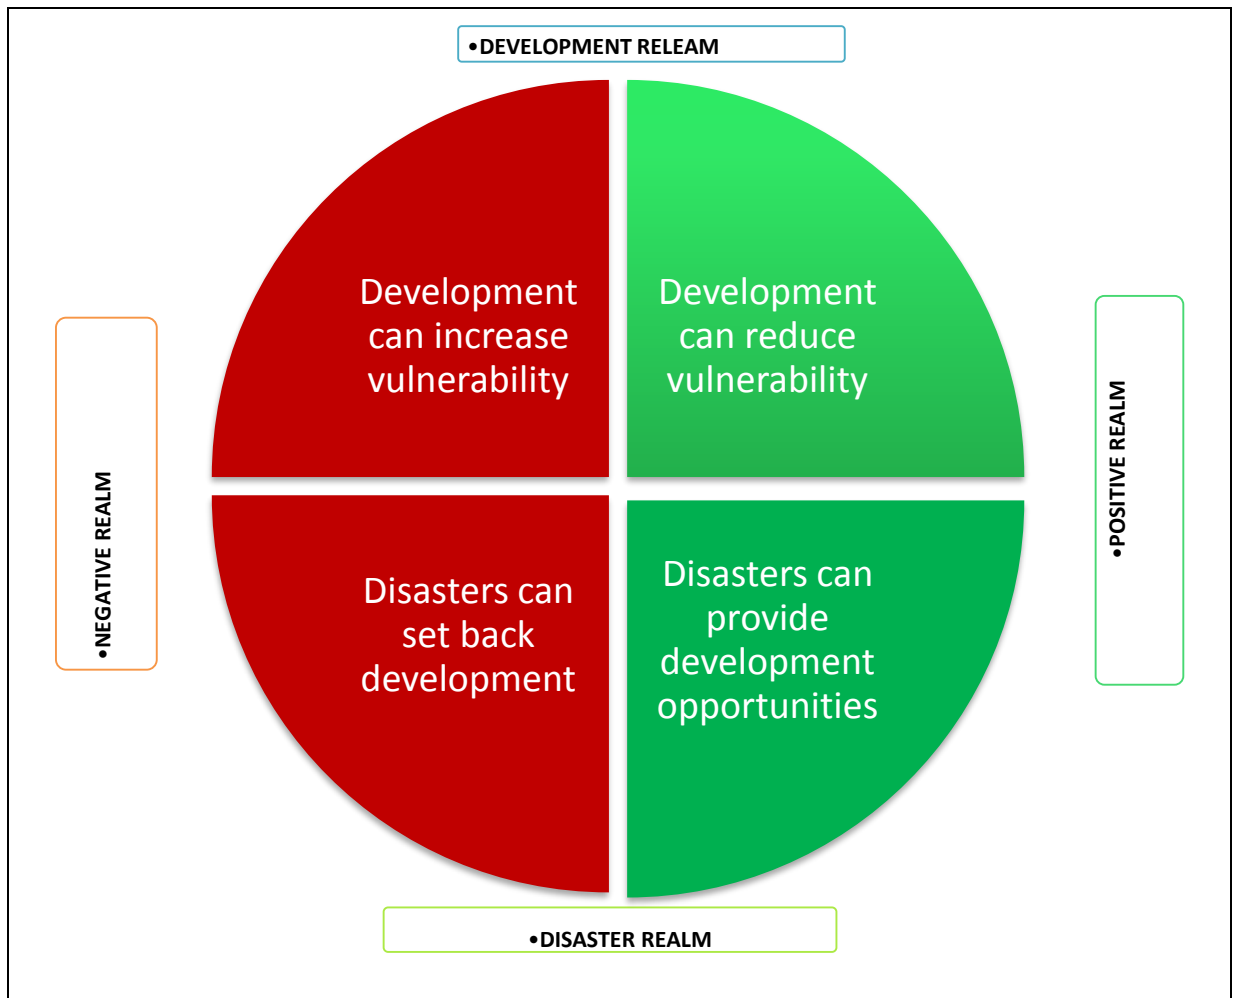 •DEVELOPMENT RELEAM
Development
can increase
vulnerability
Development
can reduce
vulnerability
•NEGATIVE REALM
•POSITIVE REALM
Disasters can
set back
development
Disasters can
provide
development
opportunities
•DISASTER REALM